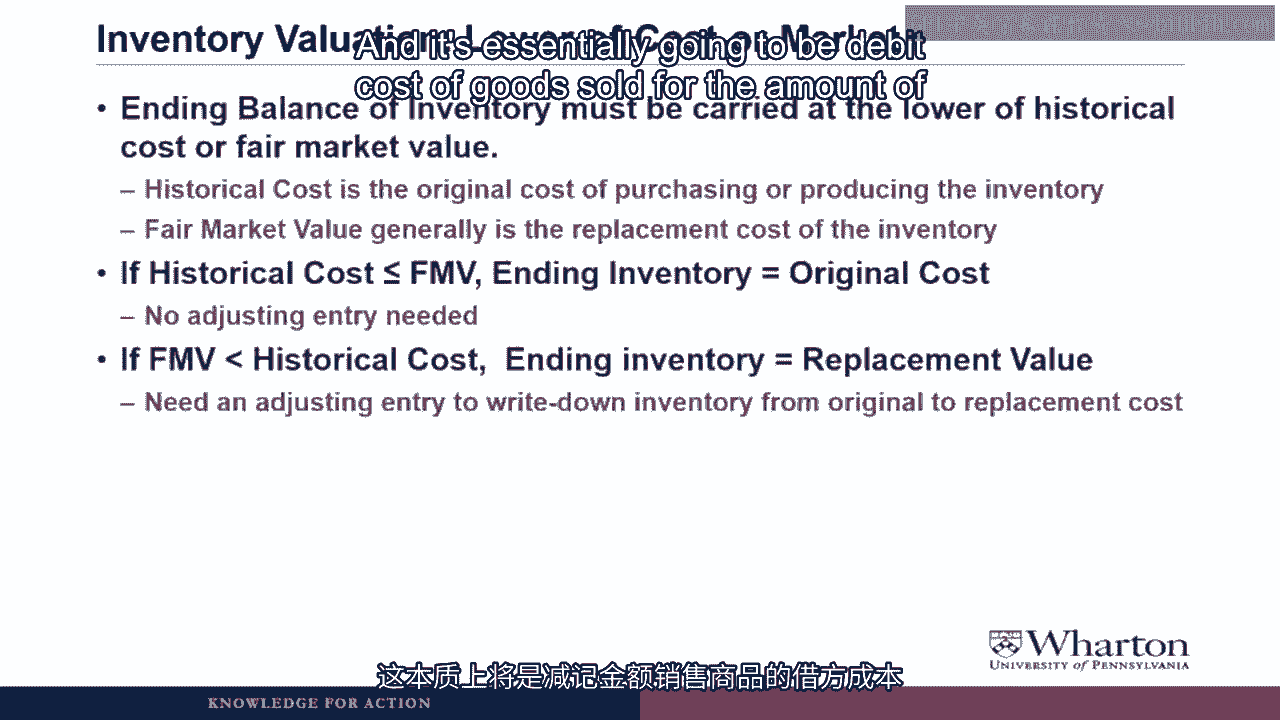 Inventory Valuation: Lower of Cost or Market
And it's essentially going to be debit
cost of goods sold for the amount of
• Ending Balance of Inventory must be carried at the lower of historical
cost or fair market value.
– Historical Cost is the original cost of purchasing or producing the inventory
– Fair Market Value generally is the replacement cost of the inventory
• If Historical Cost ≤ FMV, Ending Inventory = Original Cost
– No adjusting entry needed
• If FMV < Historical Cost, Ending inventory = Replacement Value
– Need an adjusting entry to write-down inventory from original to replacement cost
Wharton
UNIVERSITY of PENNSYLVANIA
这本质上将是减记金额销售商品的借方成本
KNOWLEDGE FOR ACTION